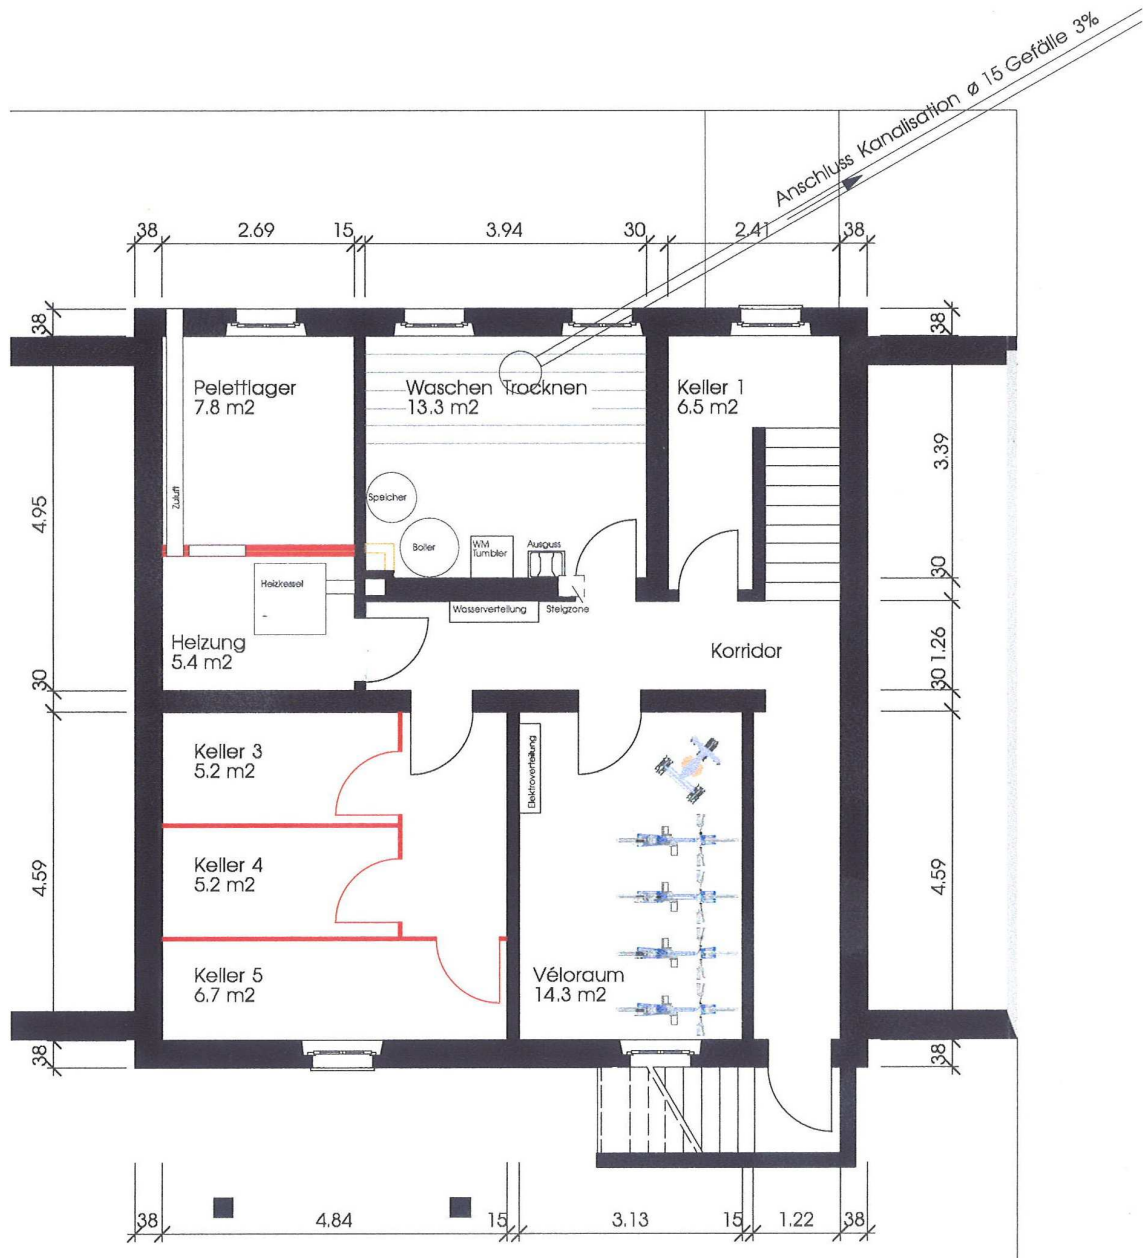 Anschluss Kanalisation ø 15 Gefälle 3%
38 2.69 15 3.94 30 2.41 38
38
38
Pelettlager
7.8 m2
Waschen Trocknen
13.3 m2
Keller 1
6.5 m2
3.39
4.95
Zuluft
Speicher
Boiler
WM
Tumbler
Ausguss
30
Heizkessel
Wasserverteilung
Steigzone
Heizung
5.4 m2
Korridor
1.26
30
30
Keller 3
5.2 m2
Elektroverteilung
Keller 4
5.2 m2
4.59
4.59
Keller 5
6.7 m2
Véloraum
14.3 m2
38
38
38 4.84 15 3.13 15 1.22 38